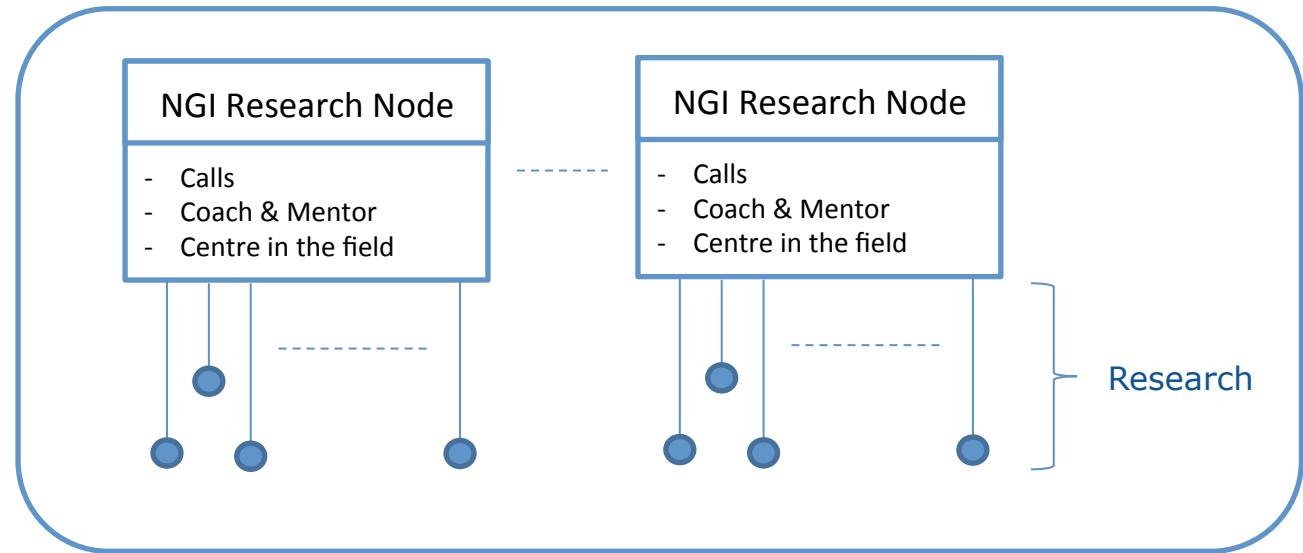 NGI Research Node
- Calls
- Coach & Mentor
- Centre in the field
NGI Research Node
- Calls
- Coach & Mentor
- Centre in the field
Research